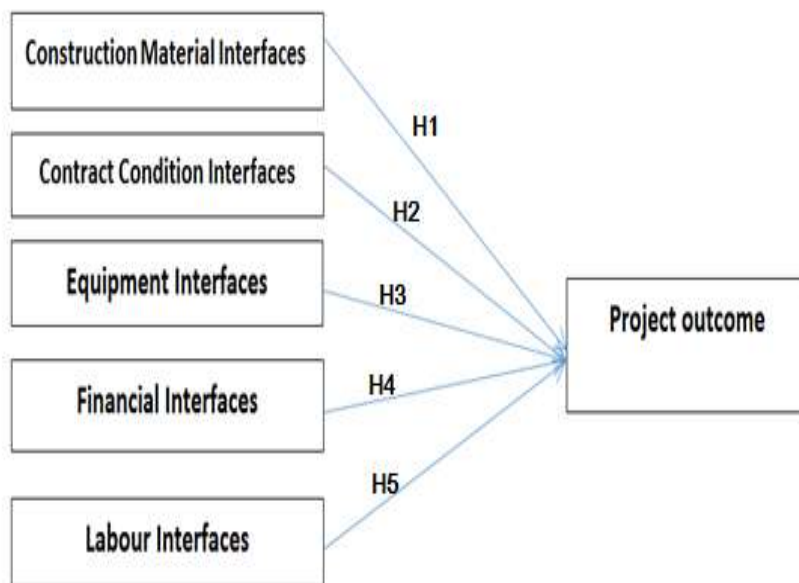 Construction Material Interfaces
H1
Contract Condition Interfaces
H2
Equipment Interfaces
H3
Project outcome
Financial Interfaces
H4
Labour Interfaces
H5